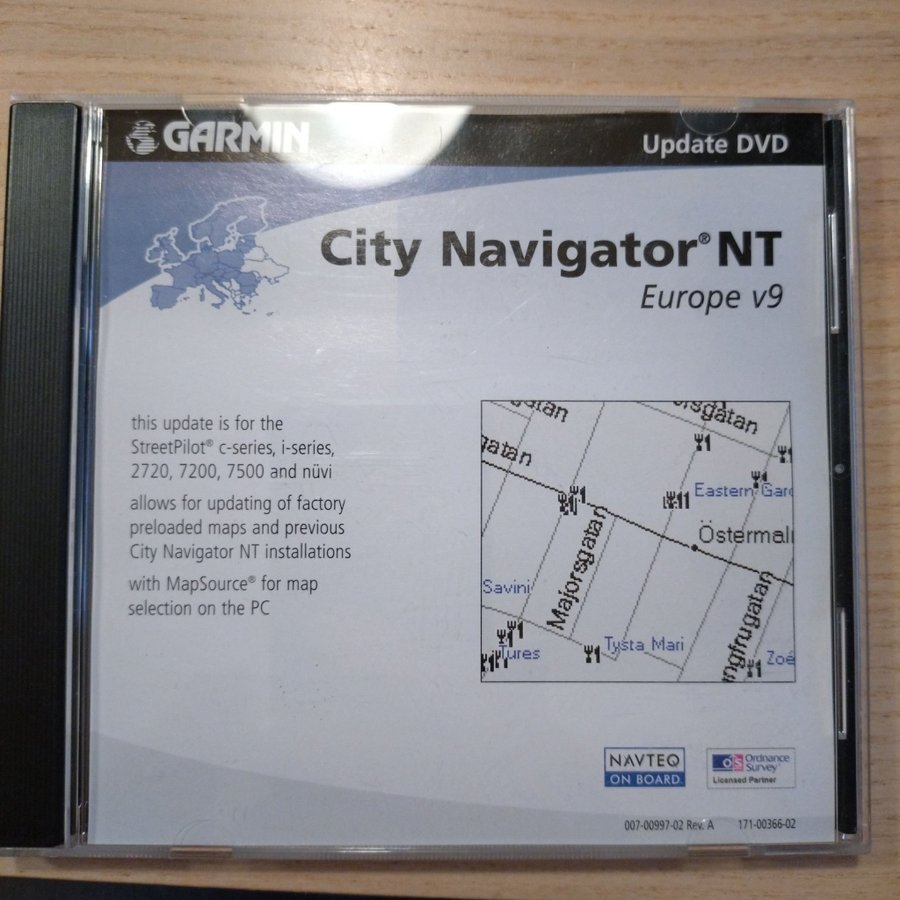 GARMIN
Update DVD
City Navigator® NT
Europe v9
this update is for the
StreetPilot® c-series, i-series,
2720, 7200, 7500 and nüvi
allows for updating of factory
preloaded maps and previous
City Navigator NT installations
with MapSource® for map
selection on the PC
gatan
Eastern
Östermal
Majorsgatan
Savini
ngfrugatan
Tysta Mari
Tures
Zoé
NAVTEQ
ON BOARD.
os Ordnance
Survey®
Licensed Partner
007-00997-02 Rev. A 171-00366-02